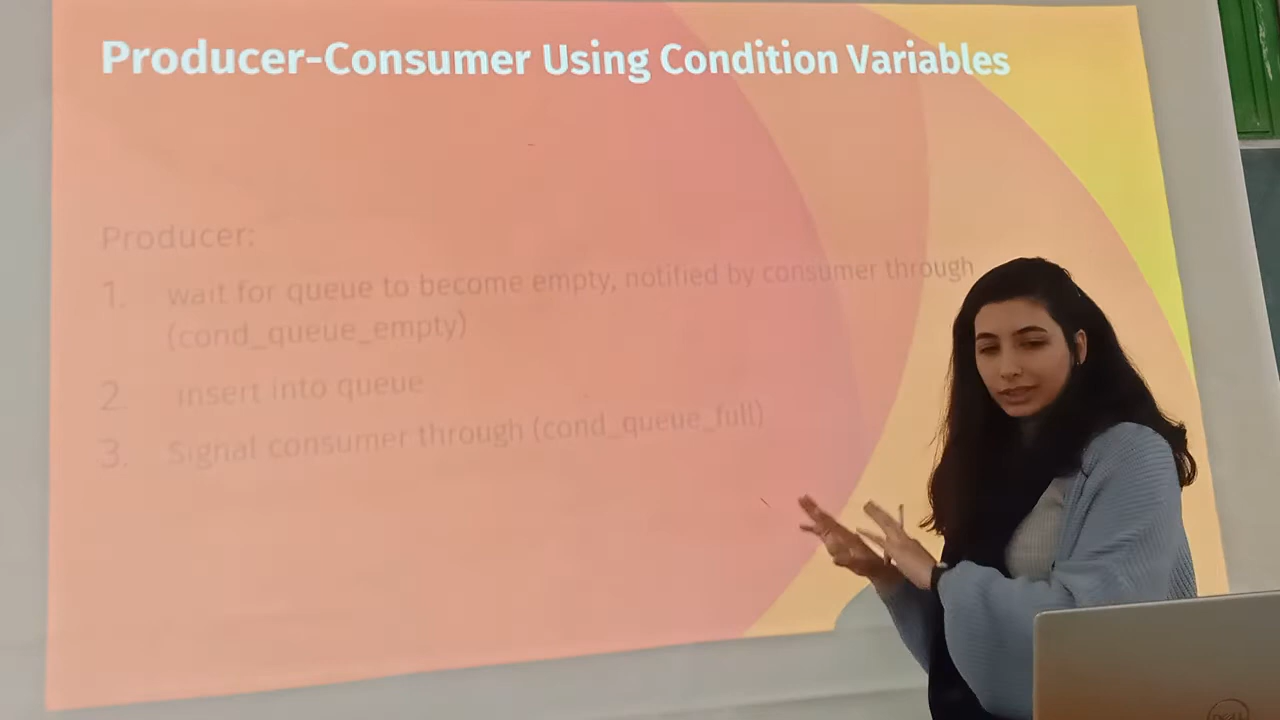 Producer-Consumer Using Condition Variables
Producer:
1. wait for queue to become empty, notified by consumer through
(cond_queue_empty)
2. insert into queue
3. Signal consumer through (cond_queue_full)
DELL